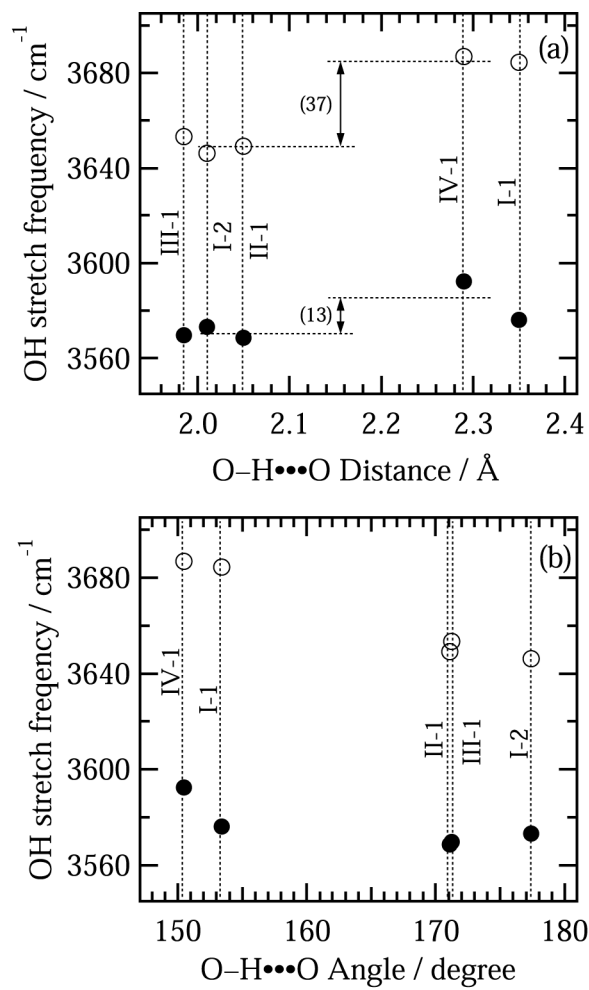 (a)
OH stretch frequency / cm-1
3680
3640
3600
3560
(37)
(13)
III-1
I-2
II-1
IV-1
I-1
2.0
2.1
2.2
2.3
2.4
O–H•••O Distance / Å
(b)
OH stretch freqency / cm-1
3680
3640
3600
3560
IV-1
I-1
II-1
III-1
I-2
150
160
170
180
O–H•••O Angle / degree